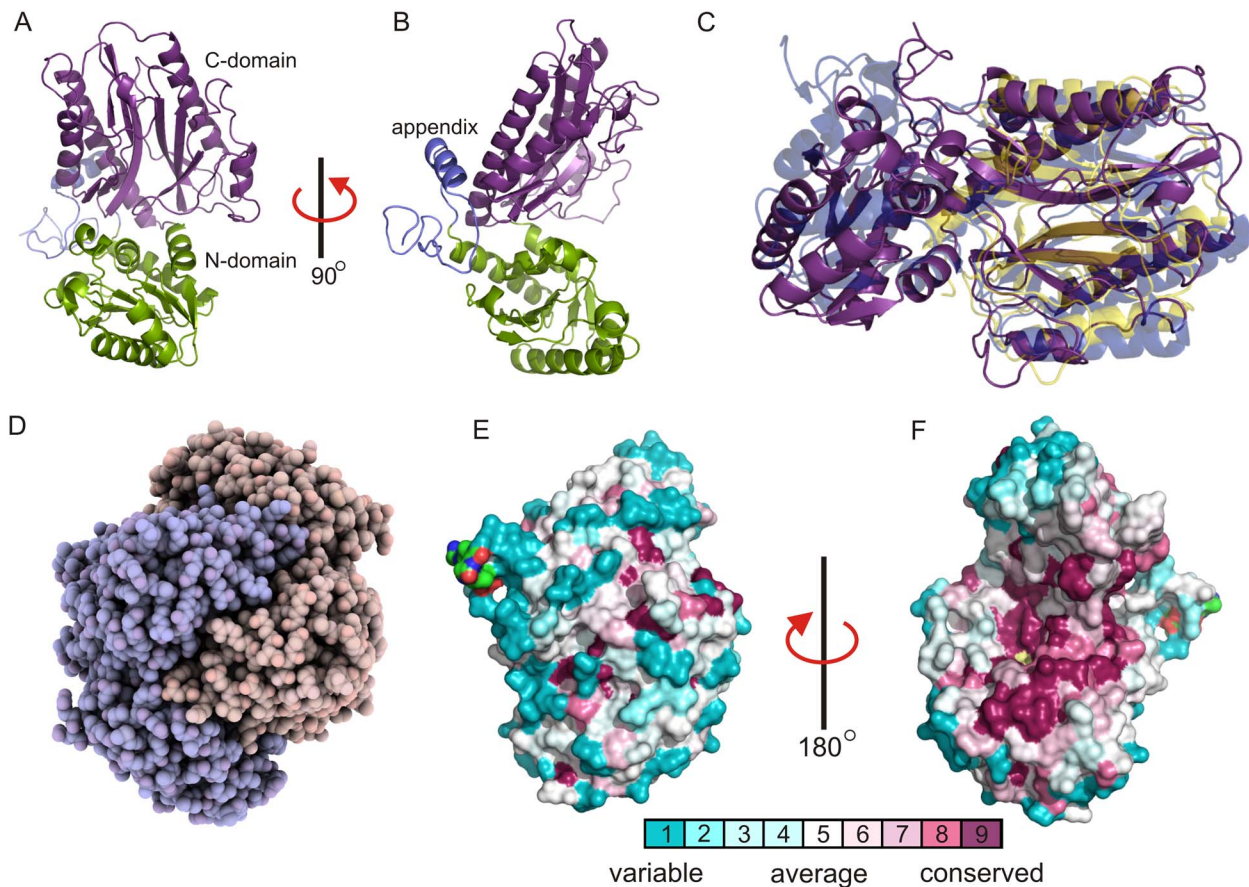 A
B
C
C-domain
appendix
N-domain
90°
D
E
F
180°
1 2 3 4 5 6 7 8 9
variable average conserved